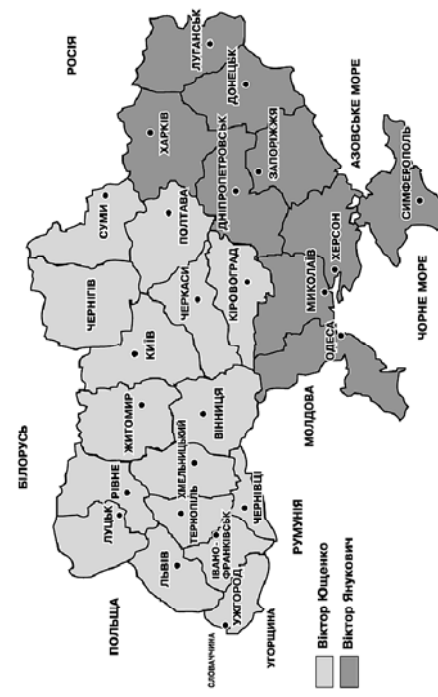 БІЛОРУСЬ
РОСІЯ
ПОЛЬЩА
СЛОВАЧЧИНА
УГОРЩИНА
РУМУНІЯ
МОЛДОВА
ЧОРНЕ МОРЕ
АЗОВСЬКЕ МОРЕ
ЛУЦЬК
РІВНЕ
ЖИТОМИР
КИЇВ
ЧЕРНІГІВ
СУМИ
ЛЬВІВ
ТЕРНОПІЛЬ
ХМЕЛЬНИЦЬКИЙ
ВІННИЦЯ
ЧЕРКАСИ
ПОЛТАВА
ХАРКІВ
ЛУГАНСЬК
УЖГОРОД
ІВАНО-
ФРАНКІВСЬК
ЧЕРНІВЦІ
КІРОВОГРАД
ДНІПРОПЕТРОВСЬК
ДОНЕЦЬК
ЗАПОРІЖЖЯ
ОДЕСА
МИКОЛАЇВ
ХЕРСОН
СИМФЕРОПОЛЬ
Віктор Ющенко
Віктор Янукович